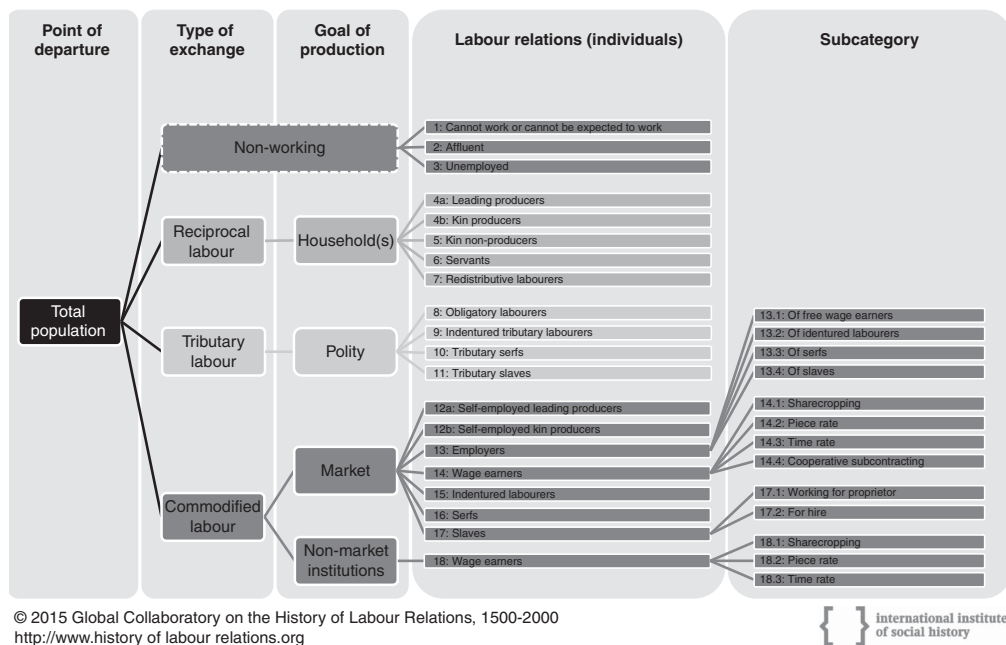 Point of
departure
Type of
exchange
Goal of
production
Labour relations (individuals)
Subcategory
Total
population
Non-working
Reciprocal
labour
Household(s)
Tributary
labour
Polity
Commodified
labour
Market
Non-market
institutions
1: Cannot work or cannot be expected to work
2: Affluent
3: Unemployed
4a: Leading producers
4b: Kin producers
5: Kin non-producers
6: Servants
7: Redistributive labourers
8: Obligatory labourers
9: Indentured tributary labourers
10: Tributary serfs
11: Tributary slaves
12a: Self-employed leading producers
12b: Self-employed kin producers
13: Employers
14: Wage earners
15: Indentured labourers
16: Serfs
17: Slaves
18: Wage earners
13.1: Of free wage earners
13.2: Of identured labourers
13.3: Of serfs
13.4: Of slaves
14.1: Sharecropping
14.2: Piece rate
14.3: Time rate
14.4: Cooperative subcontracting
17.1: Working for proprietor
17.2: For hire
18.1: Sharecropping
18.2: Piece rate
18.3: Time rate
© 2015 Global Collaboratory on the History of Labour Relations, 1500-2000
http://www.history of labour relations.org
international institute
of social history